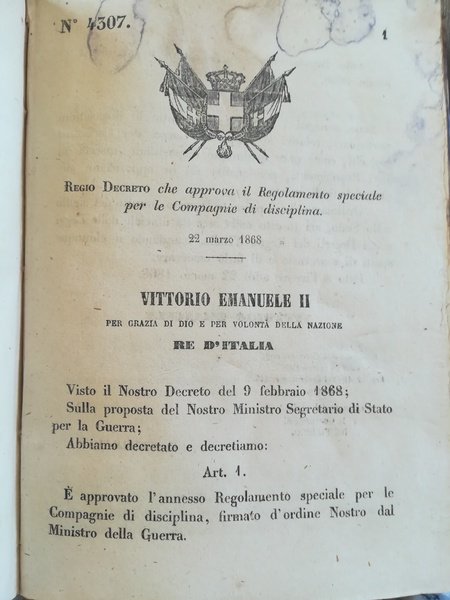 N° 4307.
1
REGIO DECRETO che approva il Regolamento speciale
per le Compagnie di disciplina.
22 marzo 1868
VITTORIO EMANUELE II
PER GRAZIA DI DIO E PER VOLONTÀ DELLA NAZIONE
RE D'ITALIA
Visto il Nostro Decreto del 9 febbraio 1868;
Sulla proposta del Nostro Ministro Segretario di Stato
per la Guerra;
Abbiamo decretato e decretiamo:
Art. 1.
È approvato l'annesso Regolamento speciale per le
Compagnie di disciplina, firmato d'ordine Nostro dal
Ministro della Guerra.